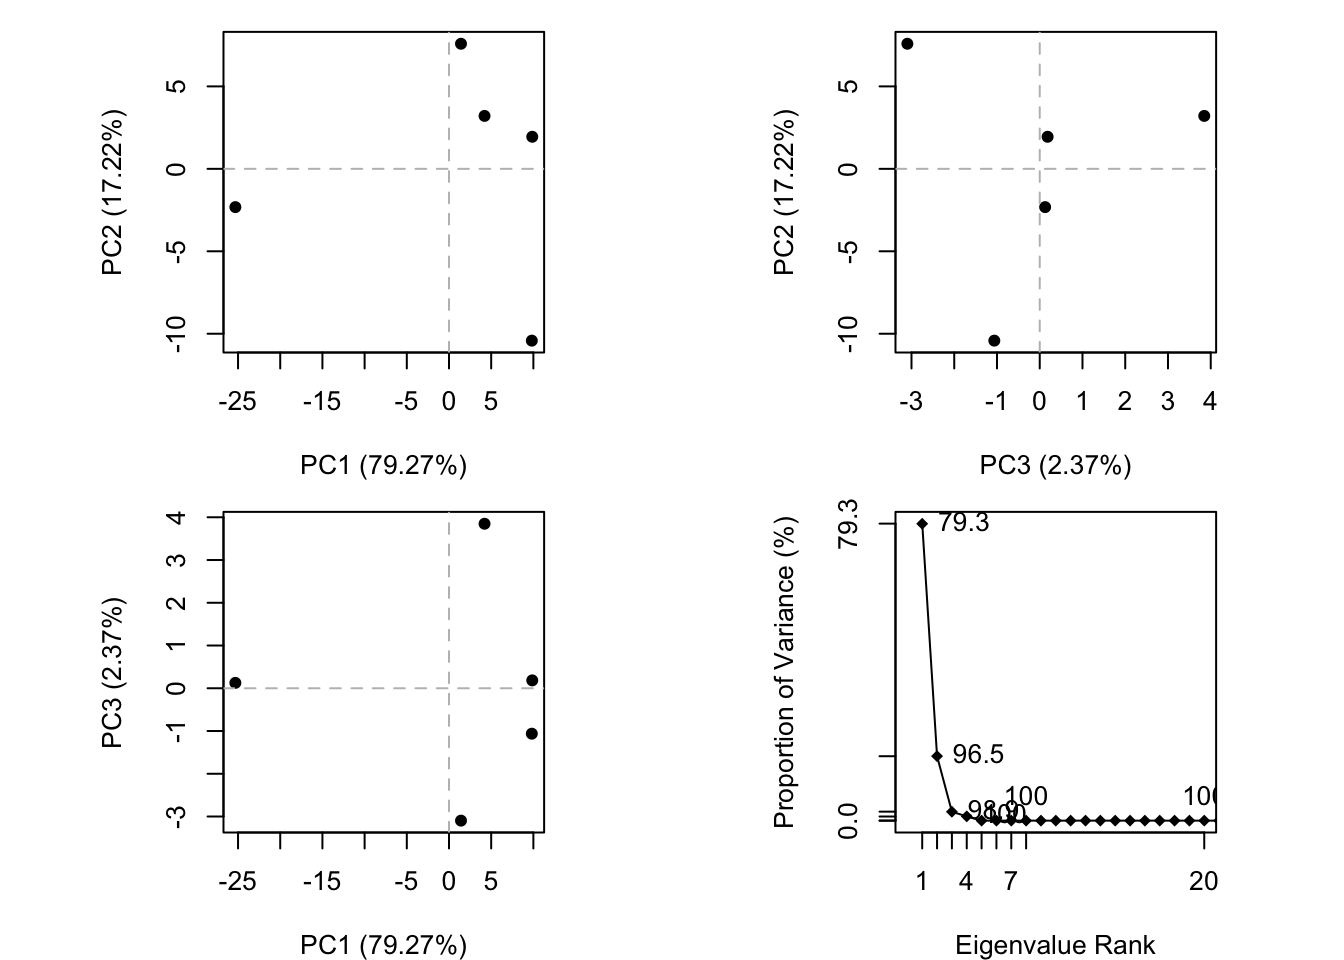 5
0
-5
-10
PC2 (17.22%)
-25 -15 -5 0 5
PC1 (79.27%)
5
0
-5
-10
PC2 (17.22%)
-3 -1 0 1 2 3 4
PC3 (2.37%)
4
3
2
1
0
-1
-3
PC3 (2.37%)
-25 -15 -5 0 5
PC1 (79.27%)
79.3
0.0
Proportion of Variance (%)
79.3
96.5
98.9
100
100
1 4 7 20
Eigenvalue Rank